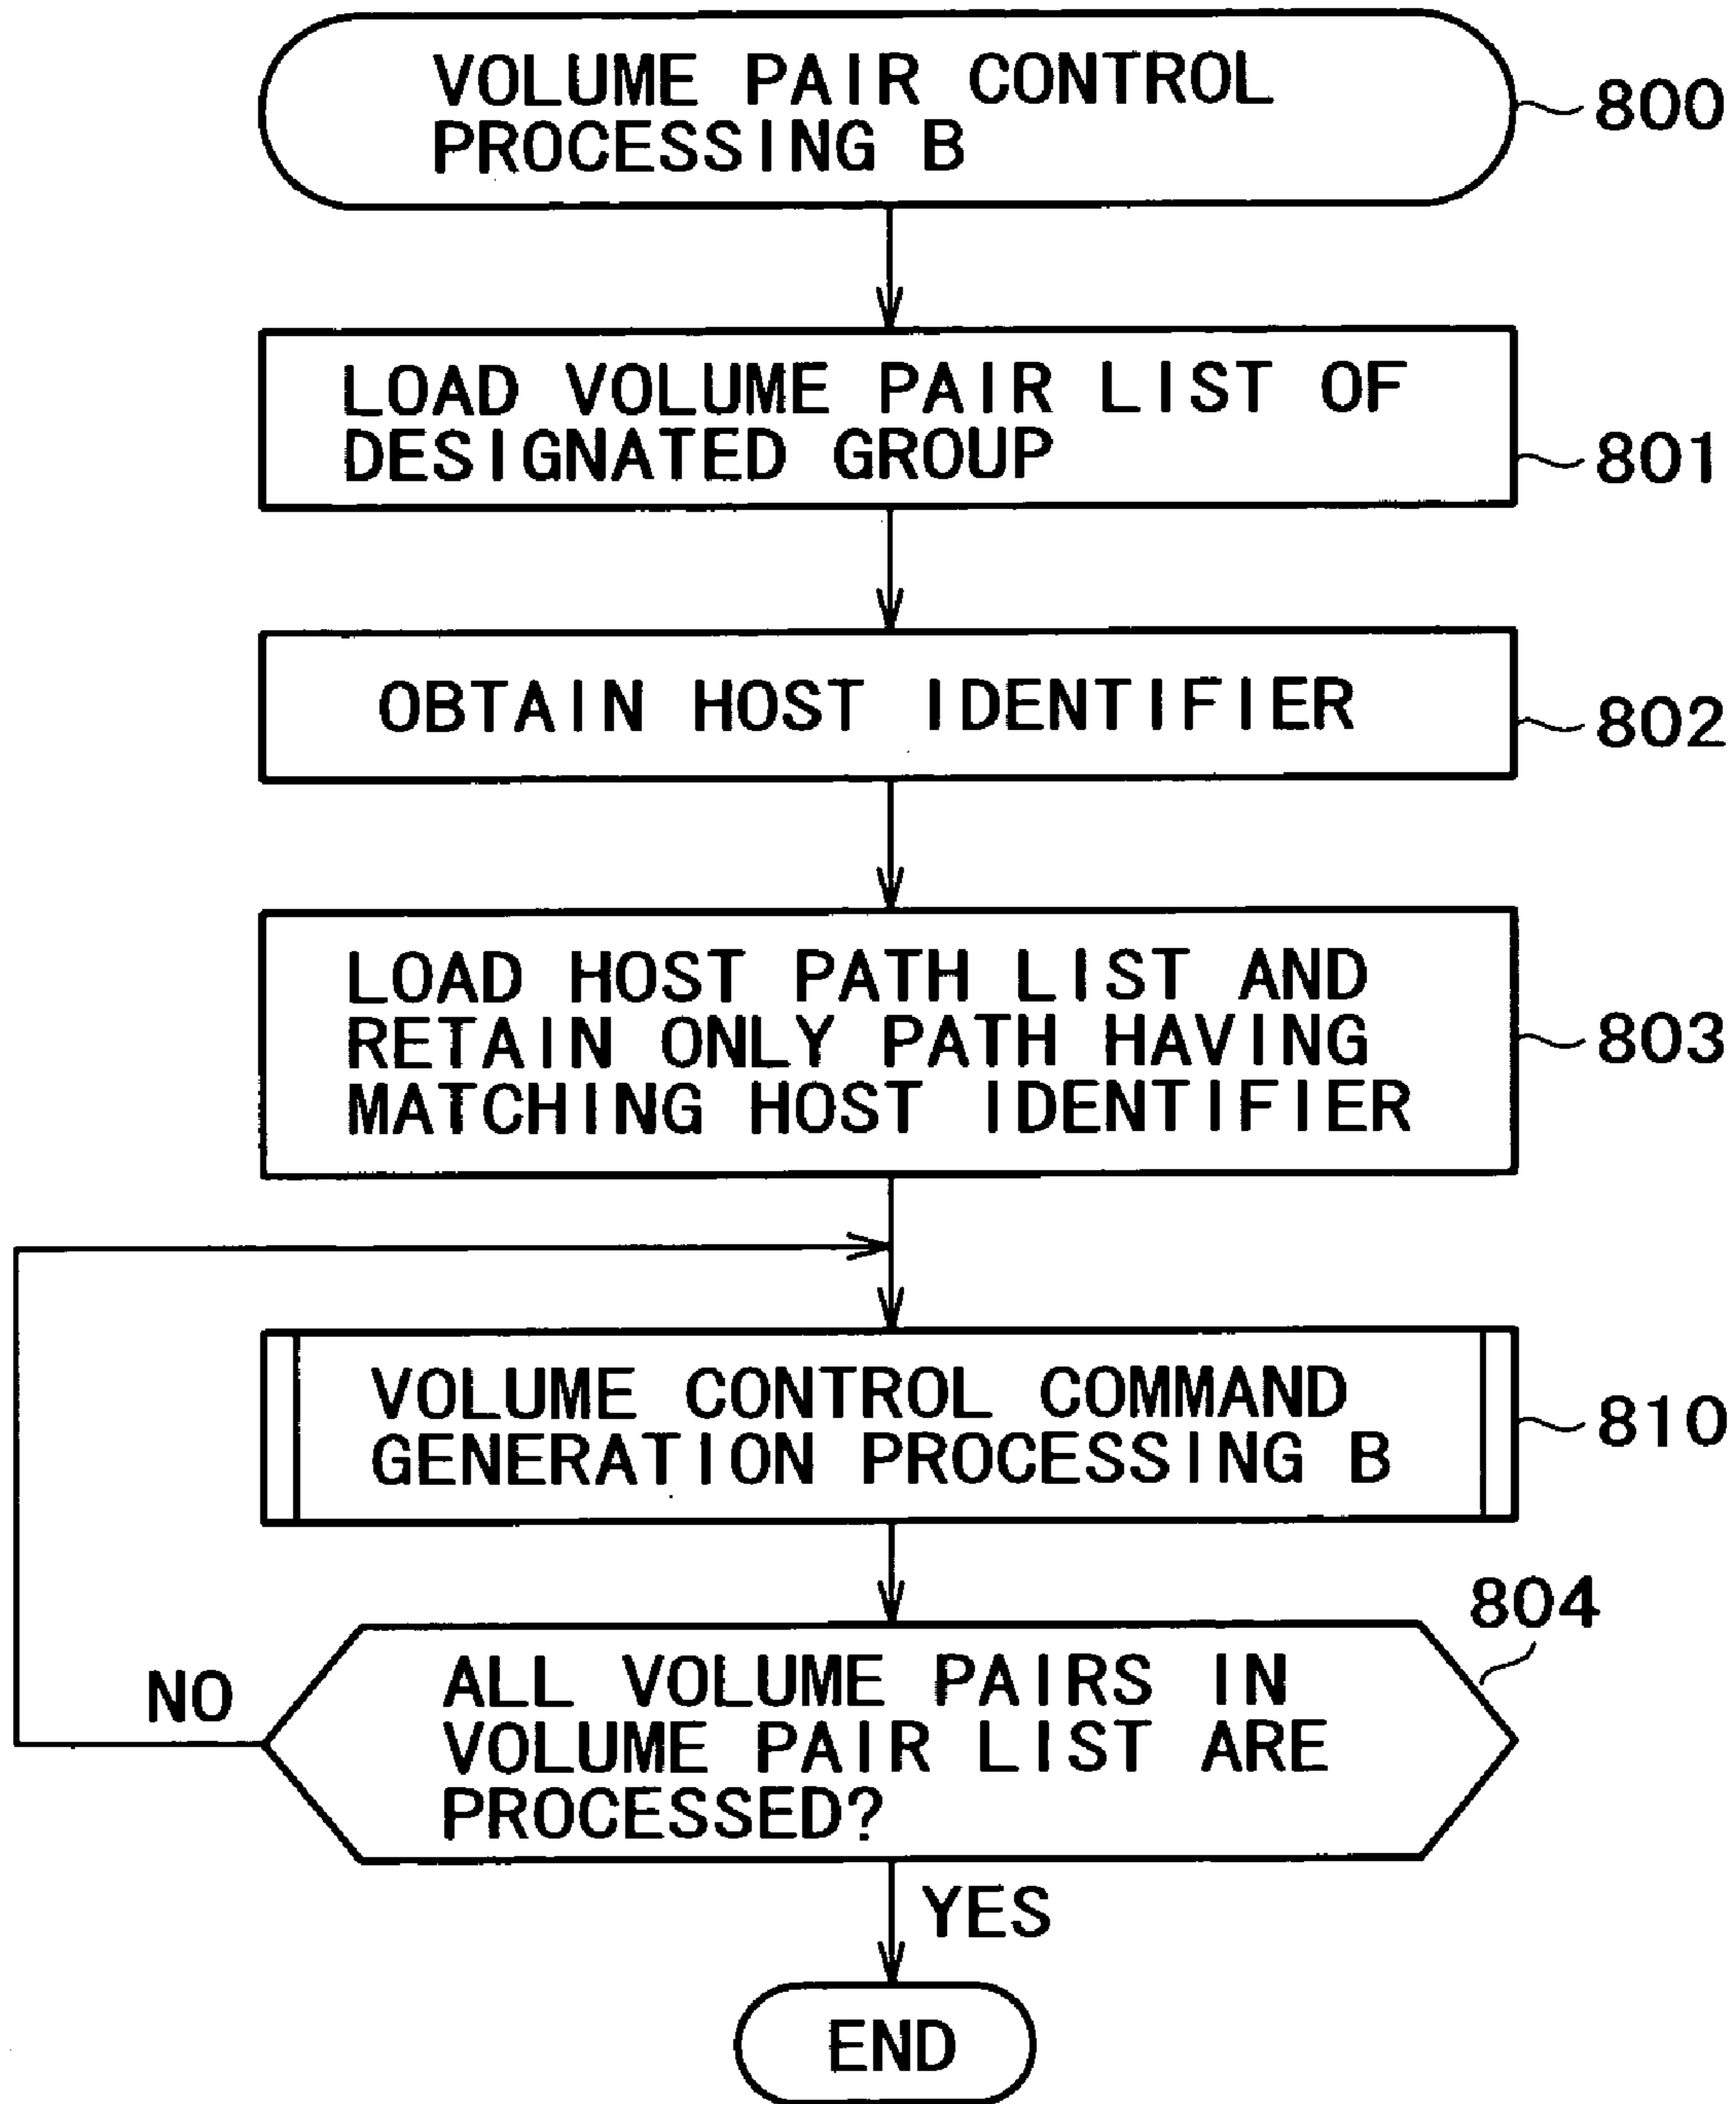 VOLUME PAIR CONTROL
PROCESSING B
800
LOAD VOLUME PAIR LIST OF
DESIGNATED GROUP
801
OBTAIN HOST IDENTIFIER
802
LOAD HOST PATH LIST AND
RETAIN ONLY PATH HAVING
MATCHING HOST IDENTIFIER
803
VOLUME CONTROL COMMAND
GENERATION PROCESSING B
810
804
ALL VOLUME PAIRS IN
VOLUME PAIR LIST ARE
PROCESSED?
NO
YES
END